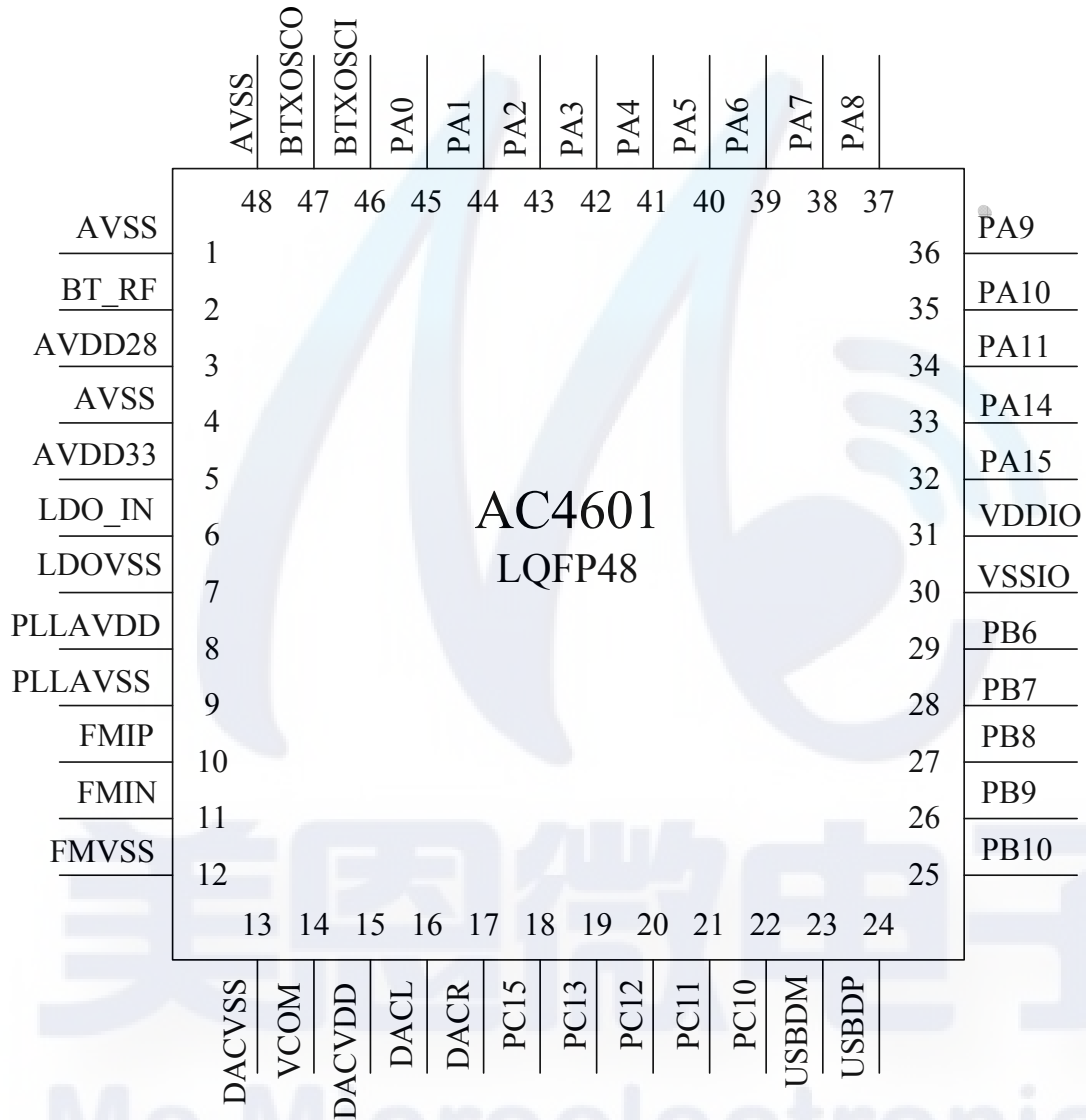 AVSS BTXOSCO BTXOSCI PA0 PA1 PA2 PA3 PA4 PA5 PA6 PA7 PA8
48 47 46 45 44 43 42 41 40 39 38 37
AVSS 1 36 PA9
BT_RF 2 35 PA10
AVDD28 3 34 PA11
AVSS 4 33 PA14
AVDD33 5 32 PA15
LDO_IN 6 31 VDDIO
LDOVSS 7 30 VSSIO
PLLAVDD 8 29 PB6
PLLAVSS 9 28 PB7
FMIP 10 27 PB8
FMIN 11 26 PB9
FMVSS 12 25 PB10
AC4601
LQFP48
13 14 15 16 17 18 19 20 21 22 23 24
DACVSS VCOM DACVDD DACL DACR PC15 PC13 PC12 PC11 PC10 USBDM USBDP
美恩微电子